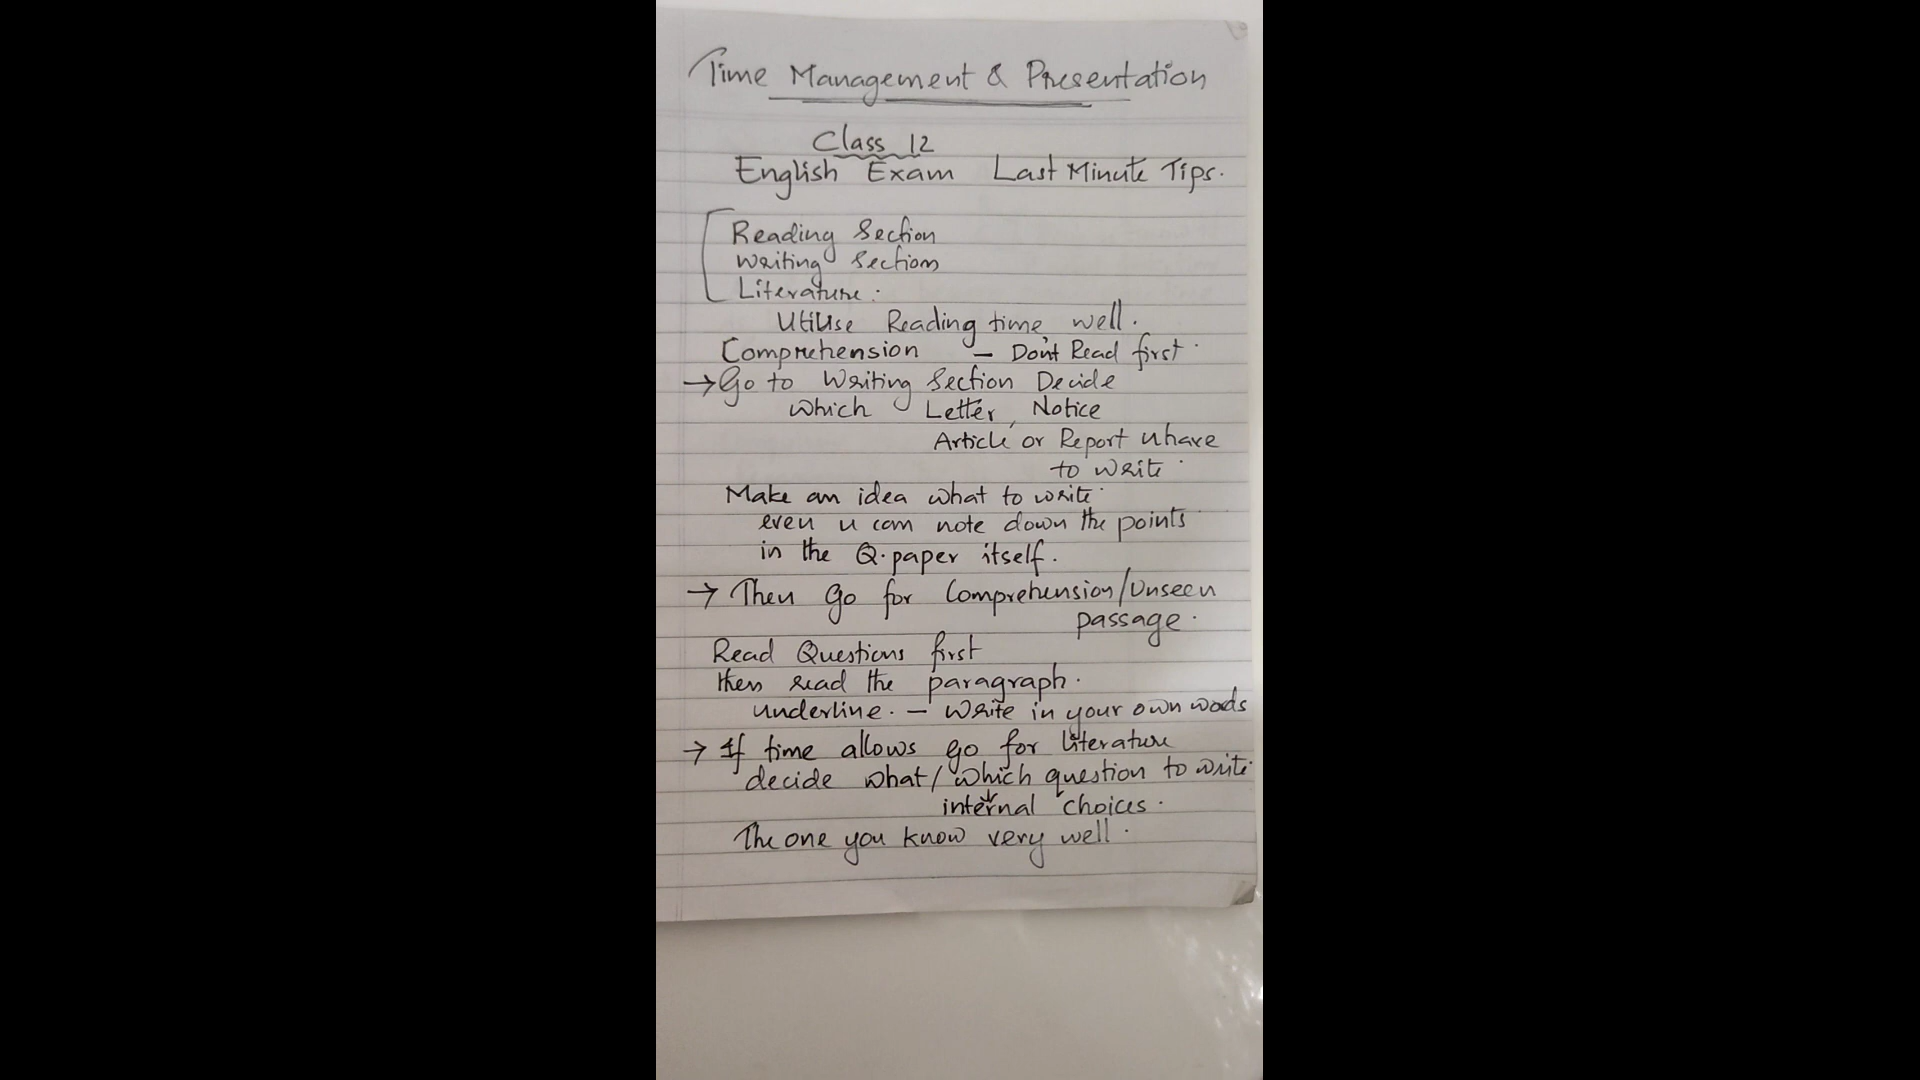 Time Management & Presentation
Class 12
English Exam Last Minute Tips.
Reading Section
Writing Section
Literature.
Utilise Reading time well.
Comprehension - Don't Read first.
→ Go to Writing Section Decide
which Letter, Notice
Article or Report u have
to write.
Make an idea what to write.
even u can note down the points
in the Q.paper itself.
→ Then go for Comprehension/Unseen
passage.
Read Questions first
then read the paragraph.
underline. - Write in your own words
→ If time allows go for literature
decide what/which question to write.
internal choices.
The one you know very well.